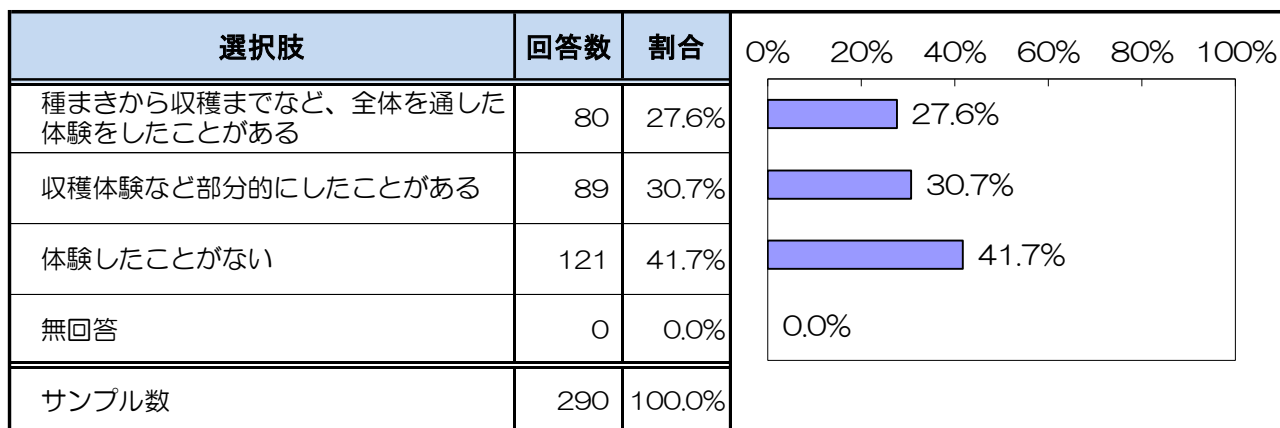 選択肢 回答数 割合
種まきから収穫までなど、全体を通した
体験をしたことがある
80 27.6%
収穫体験など部分的にしたことがある 89 30.7%
体験したことがない 121 41.7%
無回答 0 0.0%
サンプル数 290 100.0%
0% 20% 40% 60% 80% 100%
27.6%
30.7%
41.7%
0.0%